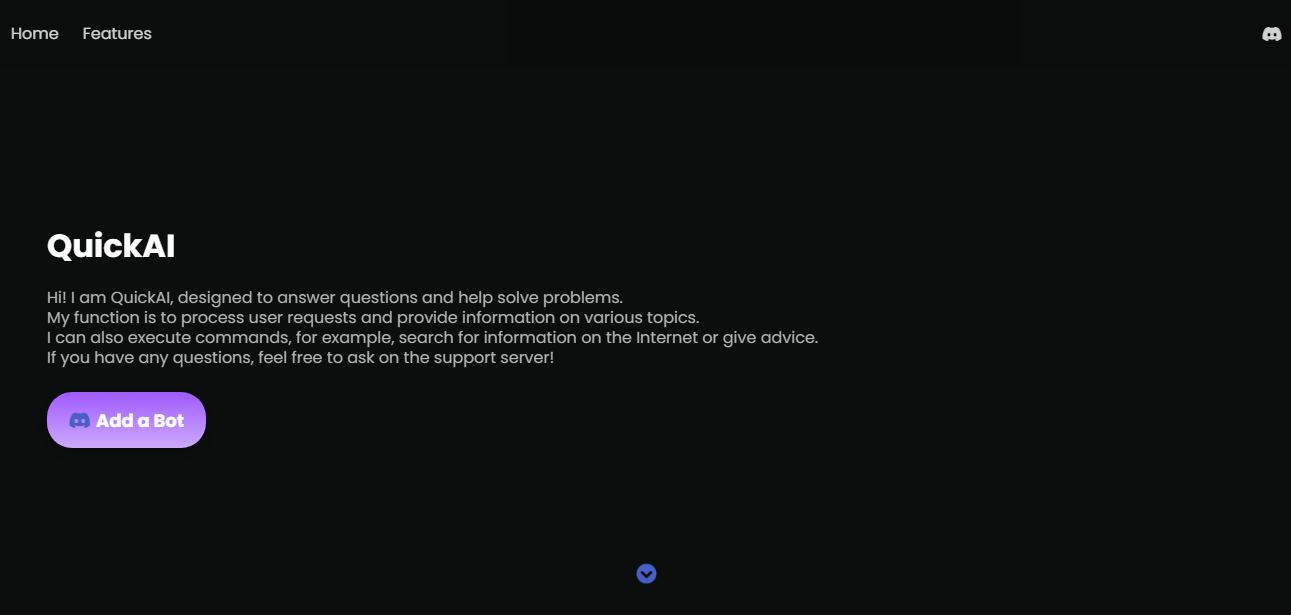 Home
Features
QuickAI
Hi! I am QuickAI, designed to answer questions and help solve problems.
My function is to process user requests and provide information on various topics.
I can also execute commands, for example, search for information on the Internet or give advice.
If you have any questions, feel free to ask on the support server!
Add a Bot